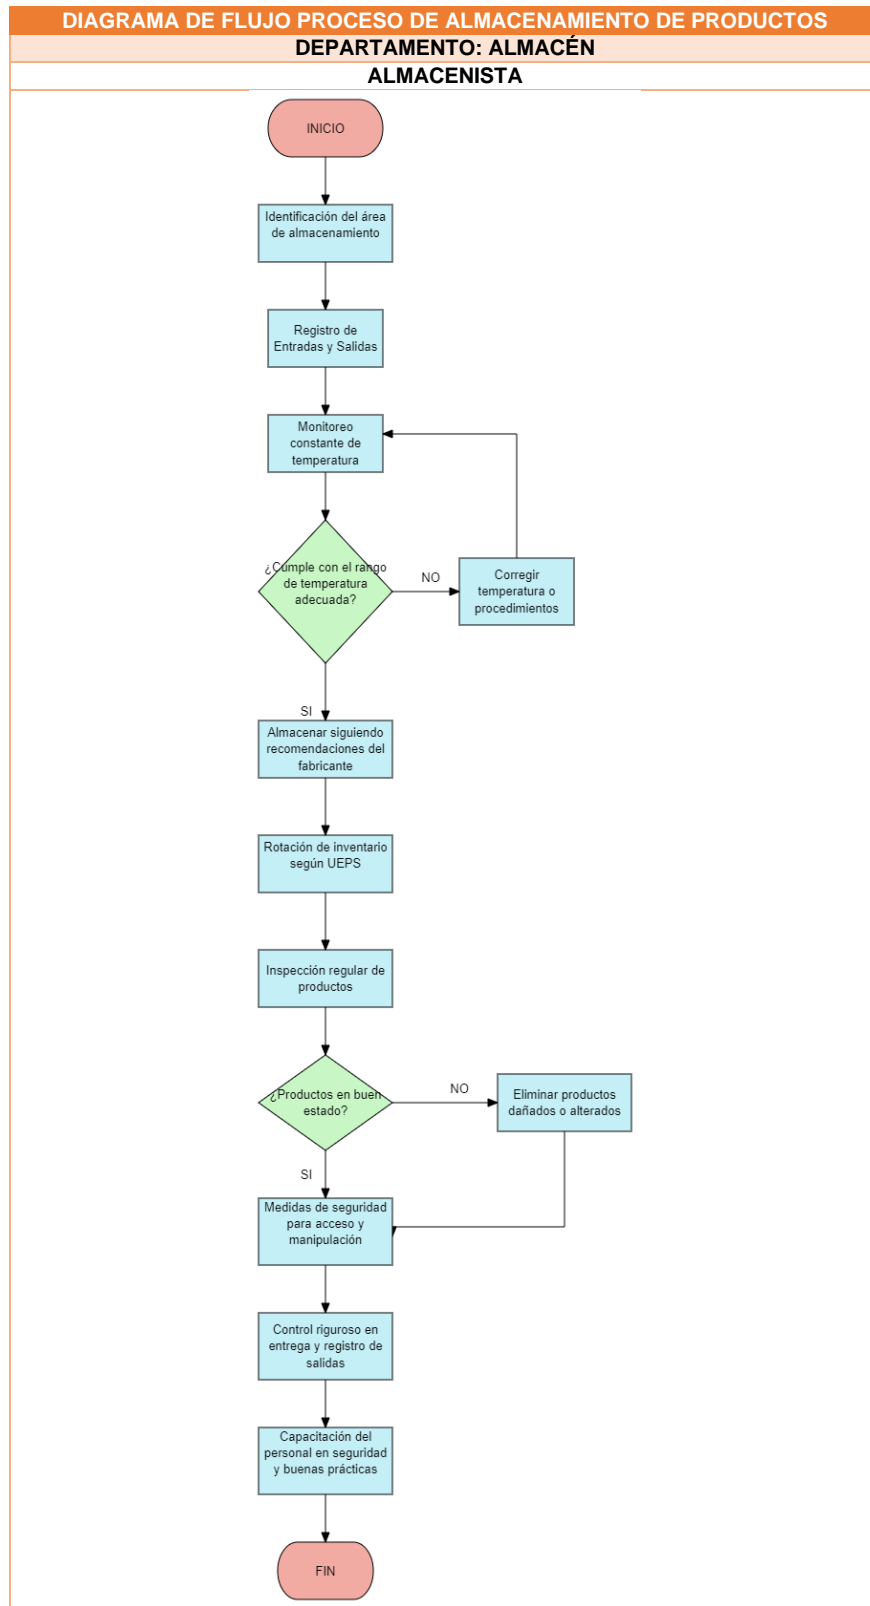 DIAGRAMA DE FLUJO PROCESO DE ALMACENAMIENTO DE PRODUCTOS
DEPARTAMENTO: ALMACÉN
ALMACENISTA
INICIO
Identificación del área
de almacenamiento
Registro de
Entradas y Salidas
Monitoreo
constante de
temperatura
¿Cumple con el rango
de temperatura
adecuada?
NO
Corregir
temperatura o
procedimientos
SI
Almacenar siguiendo
recomendaciones del
fabricante
Rotación de inventario
según UEPS
Inspección regular de
productos
¿Productos en buen
estado?
NO
Eliminar productos
dañados o alterados
SI
Medidas de seguridad
para acceso y
manipulación
Control riguroso en
entrega y registro de
salidas
Capacitación del
personal en seguridad
y buenas prácticas
FIN